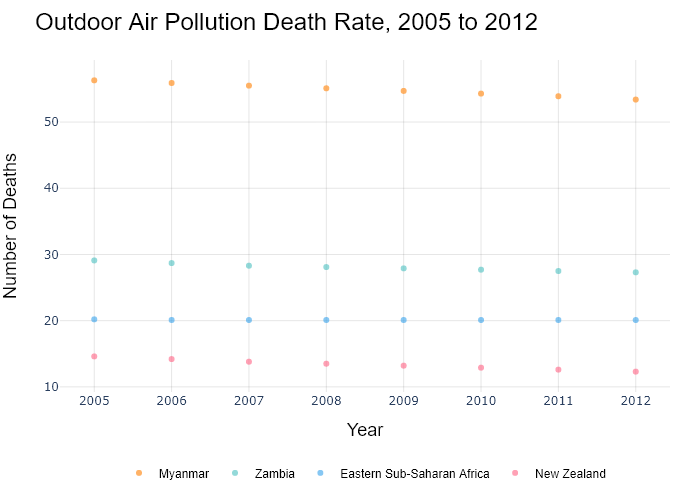 Outdoor Air Pollution Death Rate, 2005 to 2012
Number of Deaths
50
40
30
20
10
2005 2006 2007 2008 2009 2010 2011 2012
Year
Myanmar Zambia Eastern Sub-Saharan Africa New Zealand